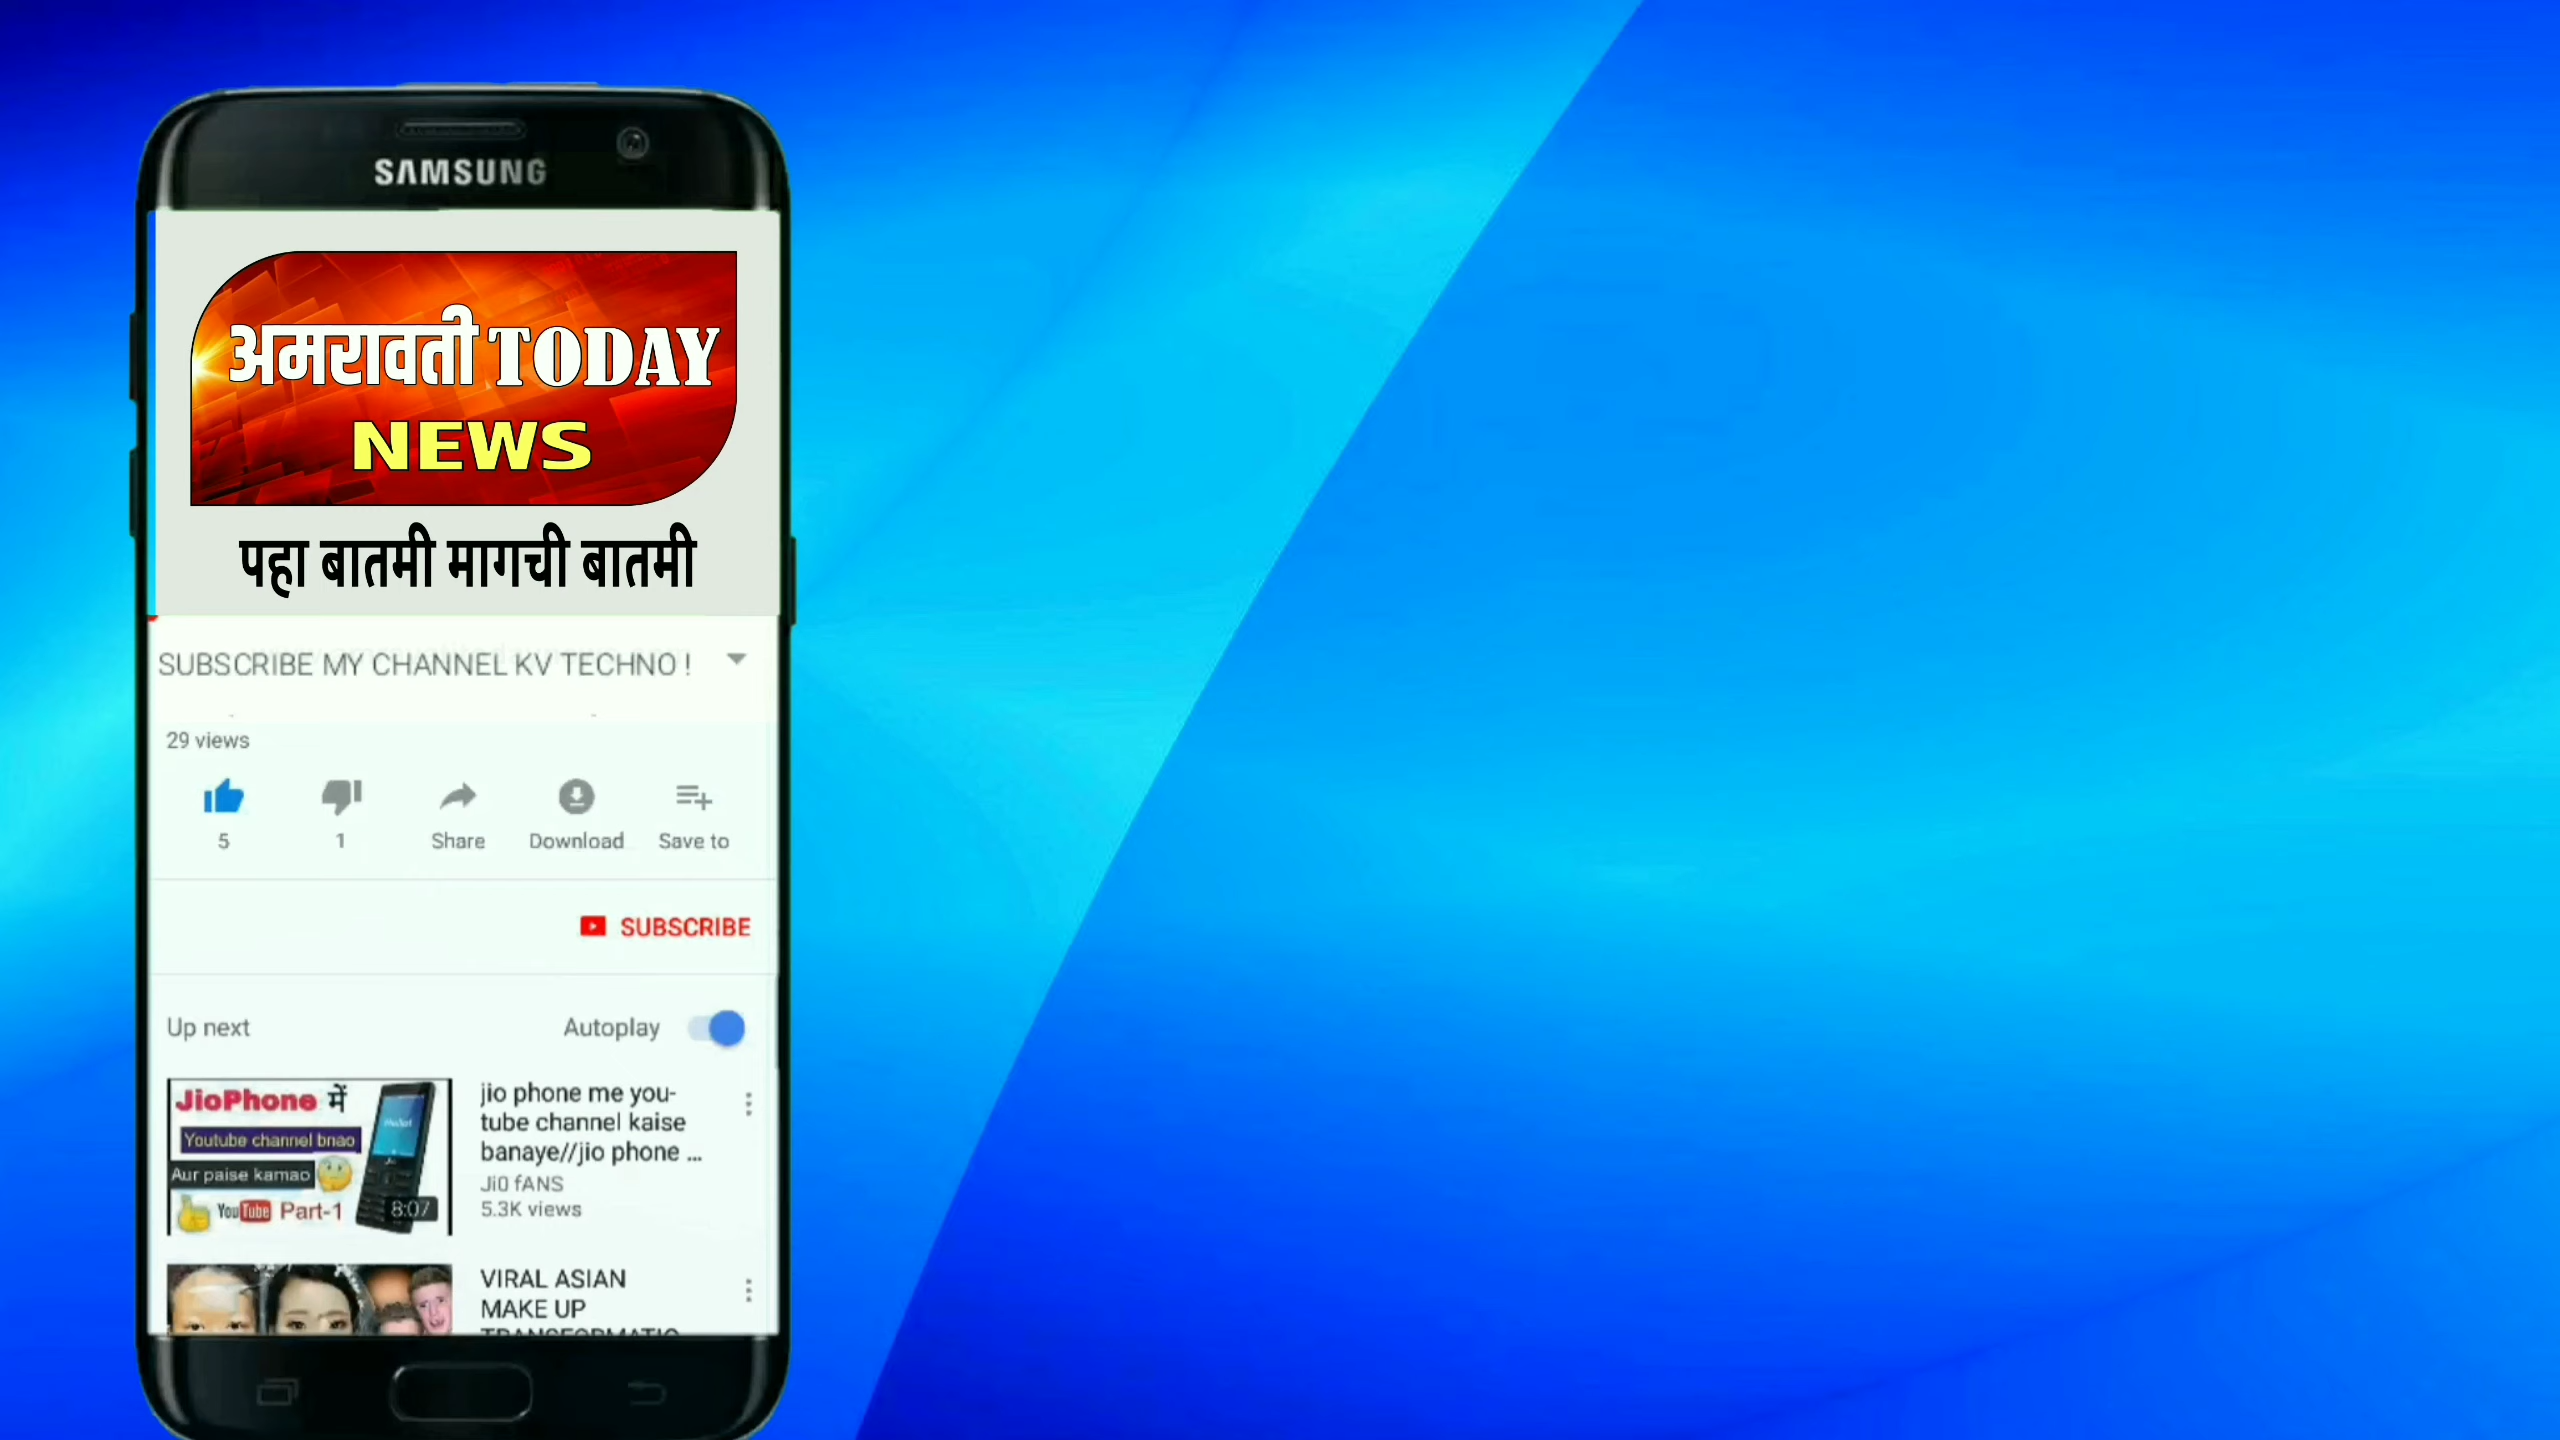 SAMSUNG
अमरावती TODAY
NEWS
पहा बातमी मागची बातमी
SUBSCRIBE MY CHANNEL KV TECHNO !
29 views
5
1
Share
Download
Save to
SUBSCRIBE
Up next
Autoplay
JioPhone में
Youtube channel bnao
Aur paise kamao
YouTube Part-1
8:07
jio phone me you-
tube channel kaise
banaye//jio phone ...
Ji0 fANS
5.3K views
VIRAL ASIAN
MAKE UP